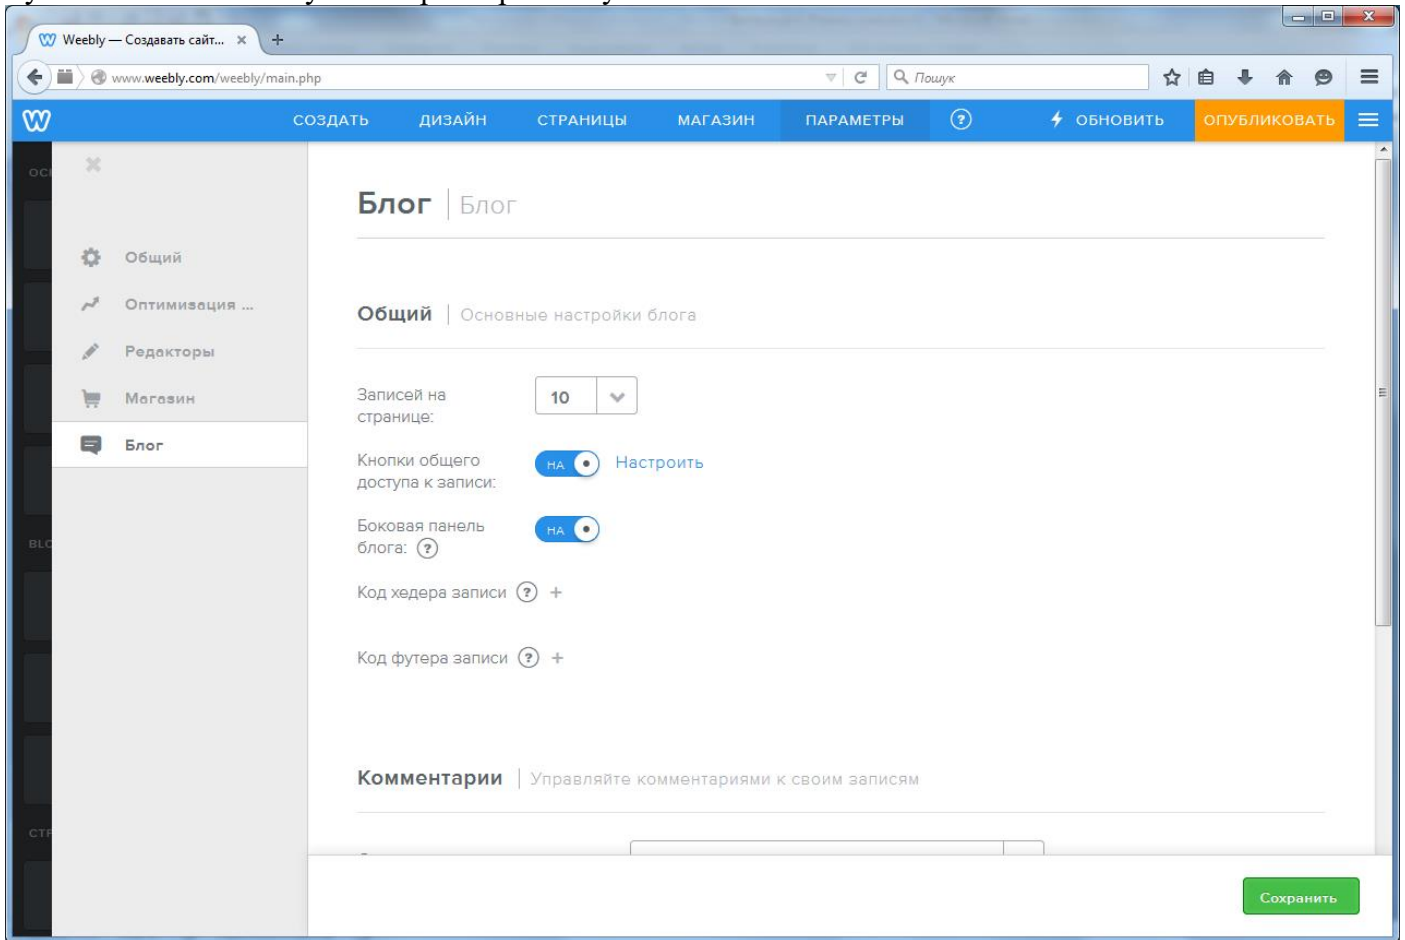 Weebly — Создавать сайт...
www.weebly.com/weebly/main.php
Пошук
СОЗДАТЬ ДИЗАЙН СТРАНИЦЫ МАГАЗИН ПАРАМЕТРЫ ? ОБНОВИТЬ ОПУБЛИКОВАТЬ
Блог | Блог
Общий
Оптимизация ...
Редакторы
Магазин
Блог
Общий | Основные настройки блога
Записей на
странице:
10
Кнопки общего
доступа к записи:
НА Настроить
Боковая панель
блога: ?
НА
Код хедера записи ? +
Код футера записи ? +
Комментарии | Управляйте комментариями к своим записям
Сохранить